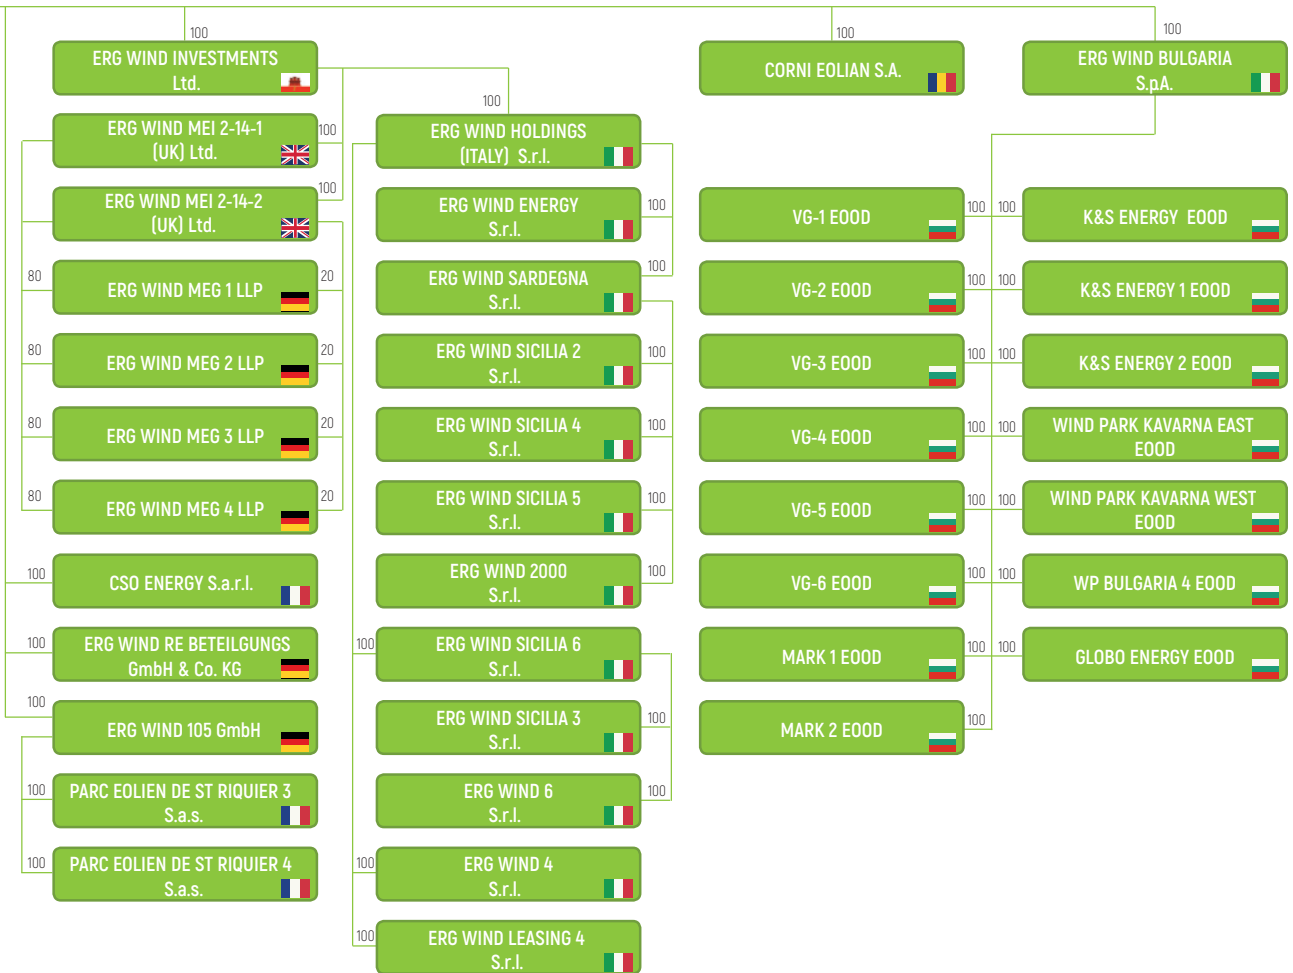 100
100
100
ERG WIND INVESTMENTS
Ltd.
CORNI EOLIAN S.A.
ERG WIND BULGARIA
S.p.A.
100
ERG WIND MEI 2-14-1
(UK) Ltd.
100
ERG WIND HOLDINGS
(ITALY) S.r.l.
100
ERG WIND MEI 2-14-2
(UK) Ltd.
ERG WIND ENERGY
S.r.l.
100
VG-1 EOOD
100
100
K&S ENERGY EOOD
80
ERG WIND MEG 1 LLP
20
ERG WIND SARDEGNA
S.r.l.
100
VG-2 EOOD
100
100
K&S ENERGY 1 EOOD
80
ERG WIND MEG 2 LLP
20
ERG WIND SICILIA 2
S.r.l.
100
VG-3 EOOD
100
100
K&S ENERGY 2 EOOD
80
ERG WIND MEG 3 LLP
20
ERG WIND SICILIA 4
S.r.l.
100
VG-4 EOOD
100
100
WIND PARK KAVARNA EAST
EOOD
80
ERG WIND MEG 4 LLP
20
ERG WIND SICILIA 5
S.r.l.
100
VG-5 EOOD
100
100
WIND PARK KAVARNA WEST
EOOD
100
CSO ENERGY S.a.r.l.
ERG WIND 2000
S.r.l.
100
VG-6 EOOD
100
100
WP BULGARIA 4 EOOD
100
ERG WIND RE BETEILGUNGS
GmbH & Co. KG
100
ERG WIND SICILIA 6
S.r.l.
MARK 1 EOOD
100
100
GLOBO ENERGY EOOD
100
ERG WIND 105 GmbH
ERG WIND SICILIA 3
S.r.l.
100
MARK 2 EOOD
100
100
PARC EOLIEN DE ST RIQUIER 3
S.a.s.
ERG WIND 6
S.r.l.
100
100
PARC EOLIEN DE ST RIQUIER 4
S.a.s.
100
ERG WIND 4
S.r.l.
100
ERG WIND LEASING 4
S.r.l.